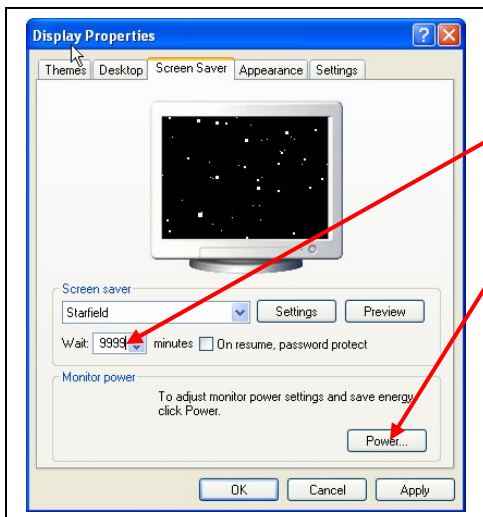 Display Properties
Themes Desktop Screen Saver Appearance Settings
Screen saver
Starfield Settings Preview
Wait: 9999 minutes On resume, password protect
Monitor power
To adjust monitor power settings and save energy,
click Power.
Power...
OK Cancel Apply